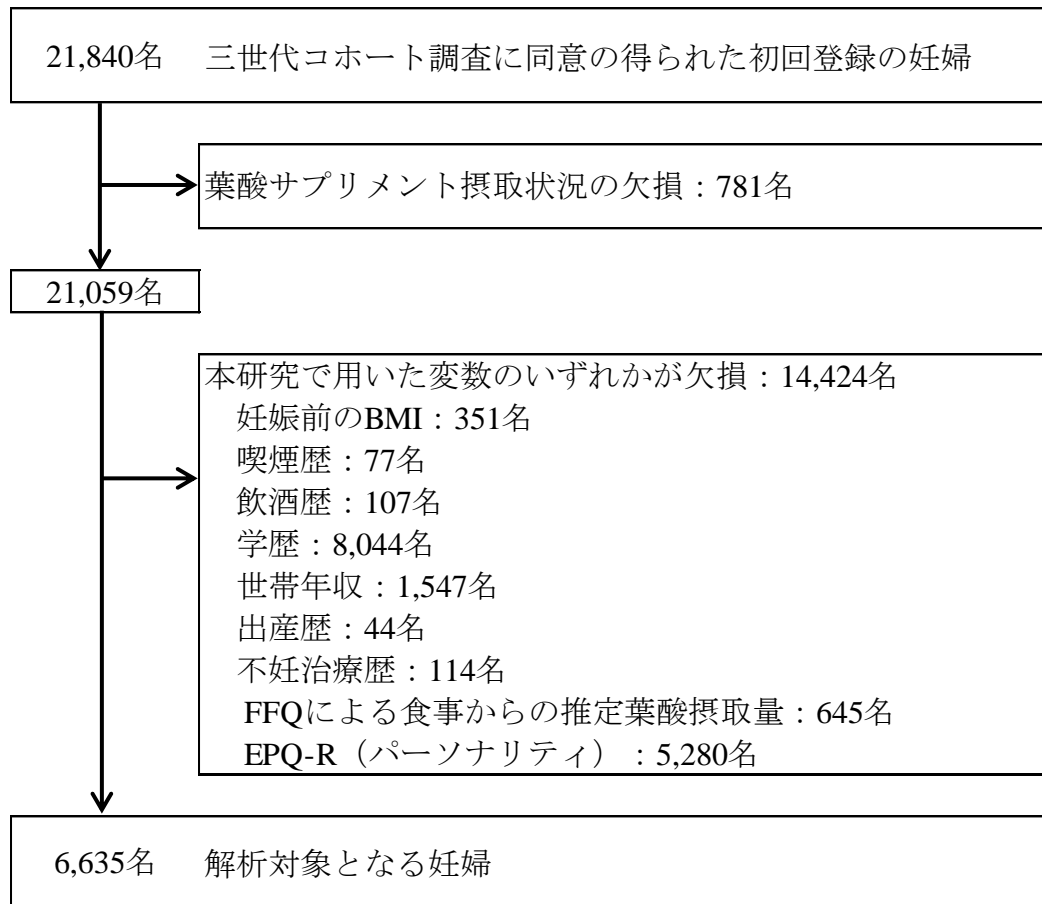 21,840名 三世代コホート調査に同意の得られた初回登録の妊婦
葉酸サプリメント摂取状況の欠損：781名
21,059名
本研究で用いた変数のいずれかが欠損：14,424名
妊娠前のBMI：351名
喫煙歴：77名
飲酒歴：107名
学歴：8,044名
世帯年収：1,547名
出産歴：44名
不妊治療歴：114名
FFQによる食事からの推定葉酸摂取量：645名
EPQ-R（パーソナリティ）：5,280名
6,635名 解析対象となる妊婦